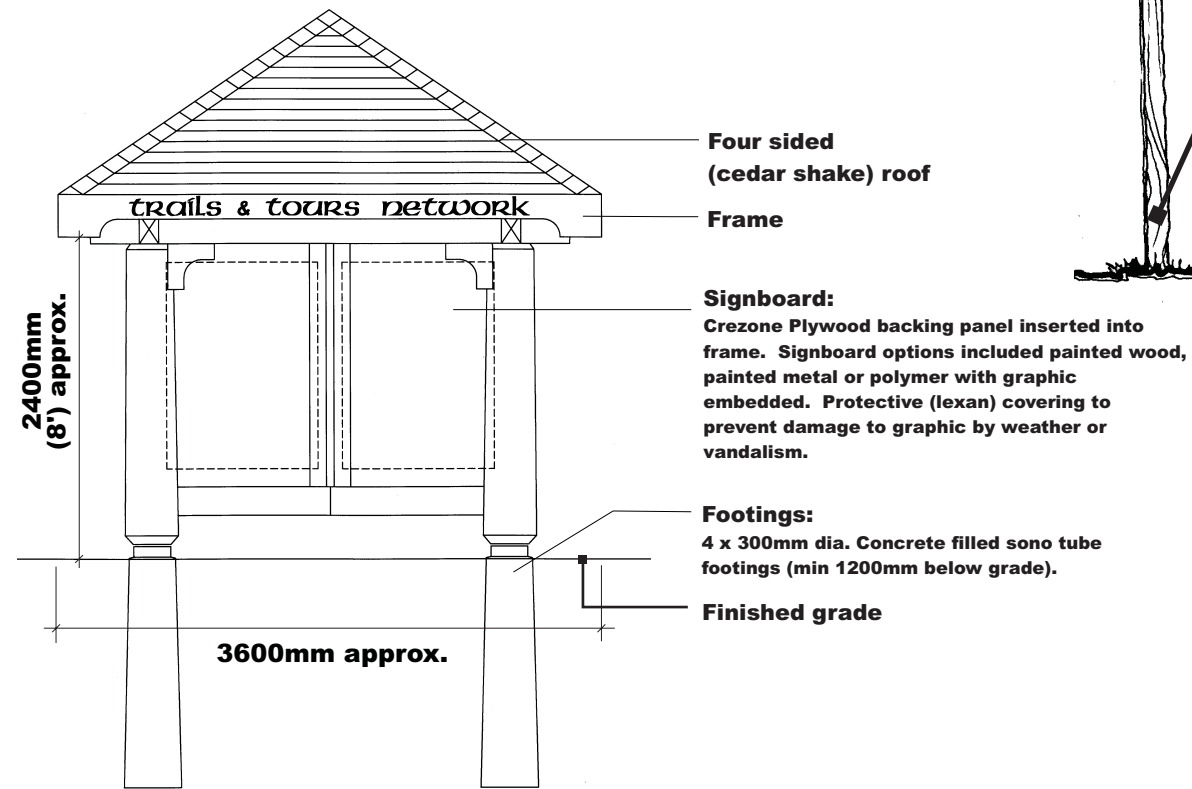 Four sided
(cedar shake) roof
trails & tours network
Frame
2400mm
(8') approx.
Signboard:
Crezone Plywood backing panel inserted into
frame.  Signboard options included painted wood,
painted metal or polymer with graphic
embedded.  Protective (lexan) covering to
prevent damage to graphic by weather or
vandalism.
Footings:
4 x 300mm dia. Concrete filled sono tube
footings (min 1200mm below grade).
Finished grade
3600mm approx.